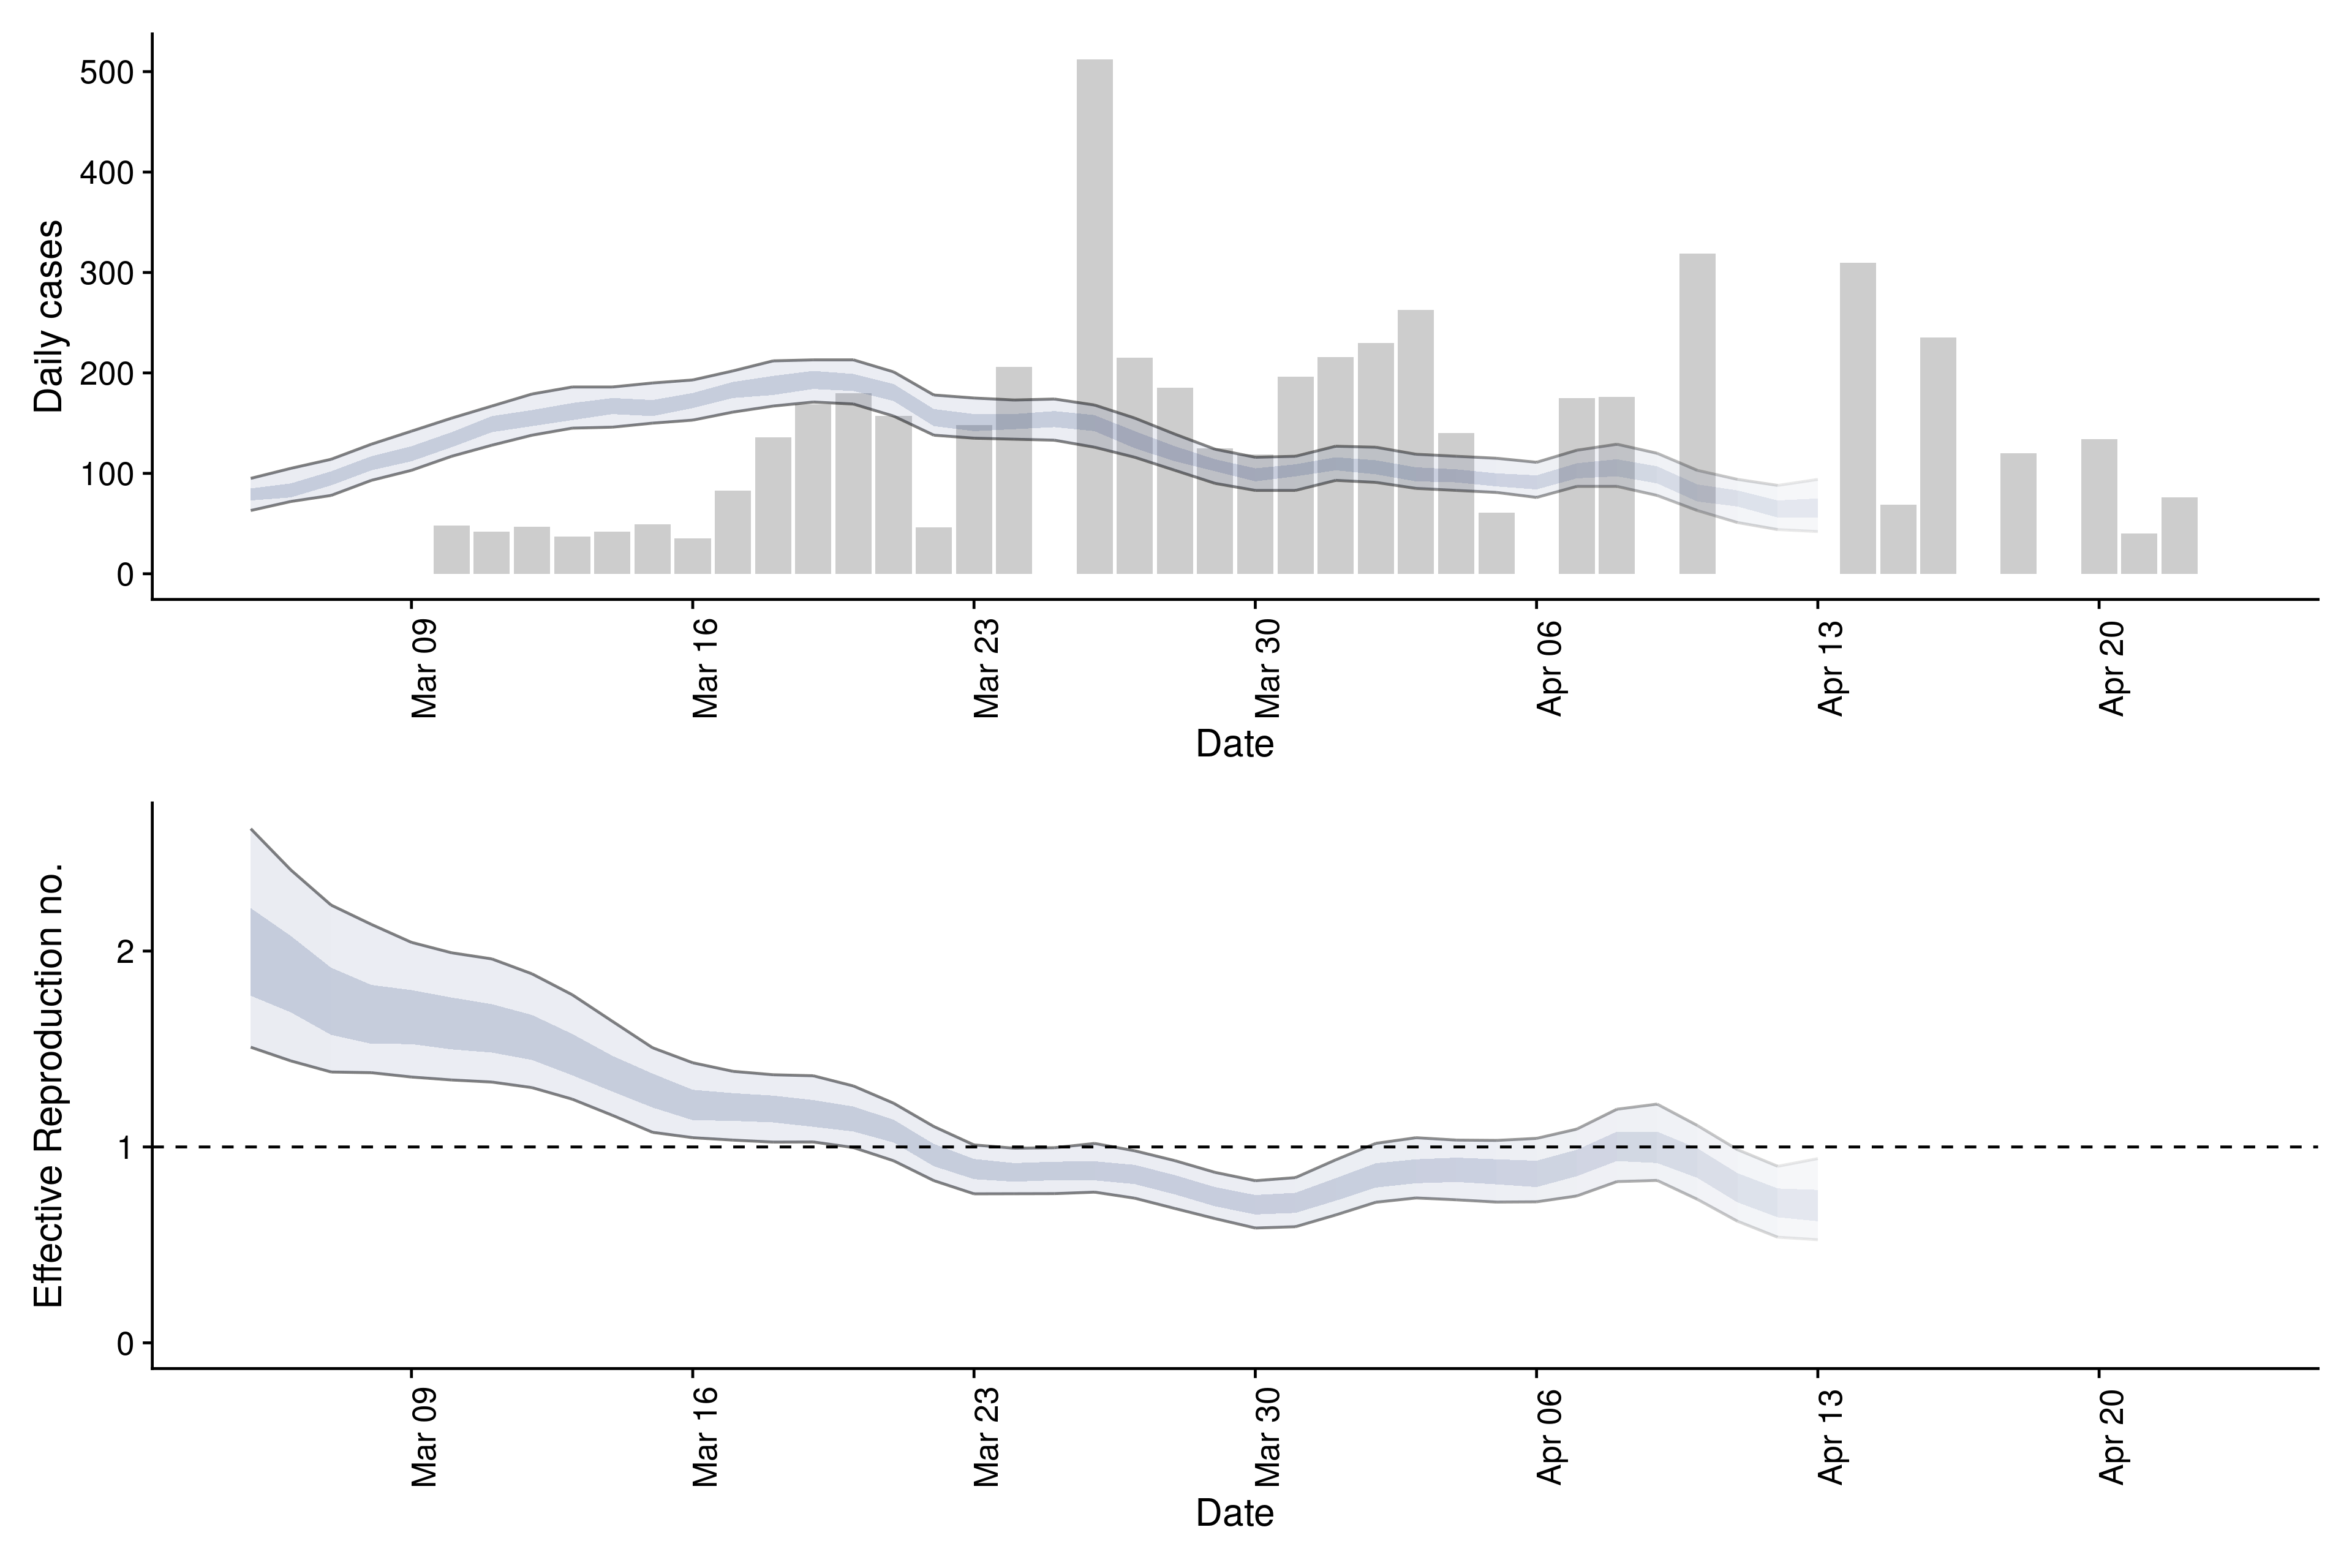 Daily cases
500
400
300
200
100
0
Mar 09
Mar 16
Mar 23
Mar 30
Apr 06
Apr 13
Apr 20
Date
Effective Reproduction no.
2
1
0
Mar 09
Mar 16
Mar 23
Mar 30
Apr 06
Apr 13
Apr 20
Date